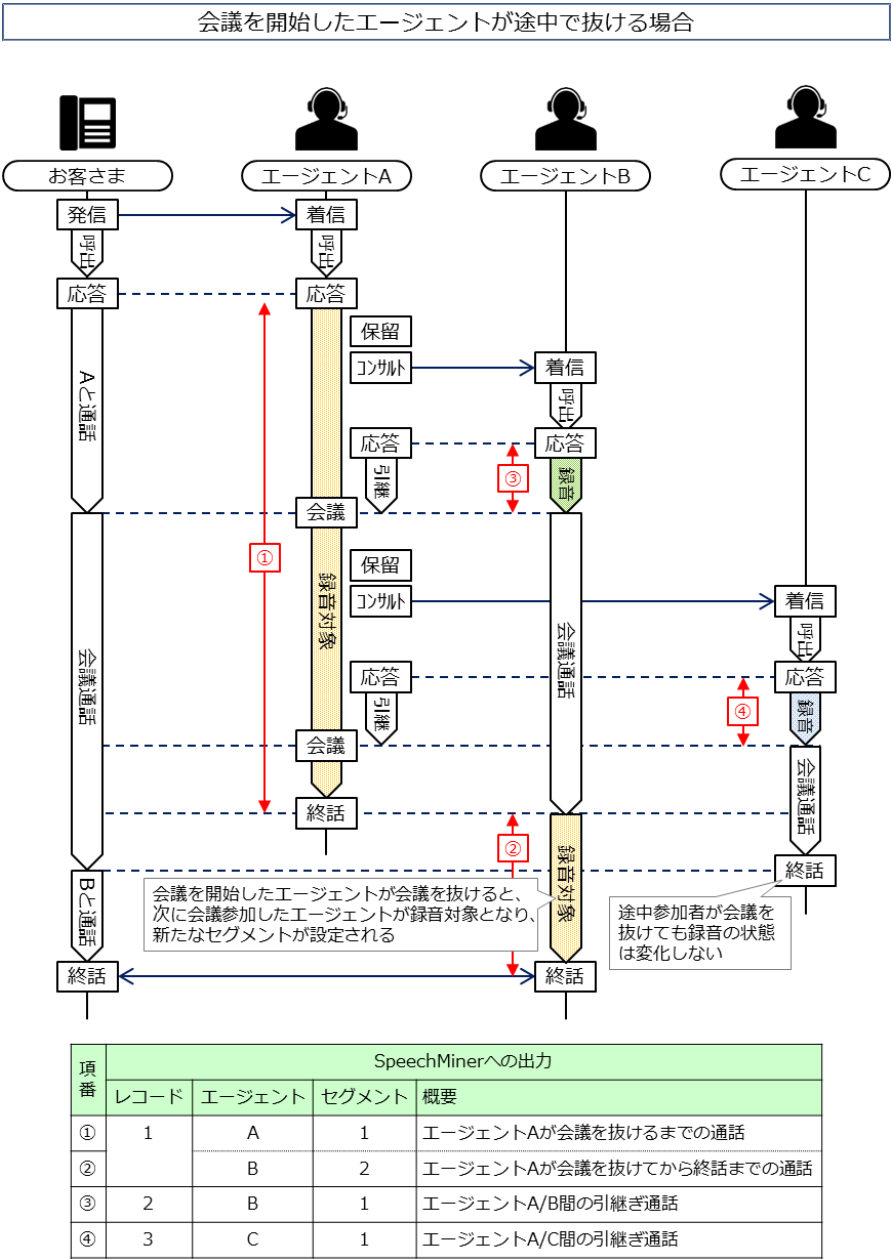 会議を開始したエージェントが途中で抜ける場合
お客さま
エージェントA
エージェントB
エージェントC
発信
着信
呼出
呼出
応答
応答
保留
コンサルト
着信
Aと通話
呼出
応答
応答
引継
③
録音
会議
①
保留
録音対象
コンサルト
着信
会議通話
呼出
会議通話
応答
応答
引継
④
録音
会議
会議通話
終話
②
録音対象
終話
Bと通話
会議を開始したエージェントが会議を抜けると、
次に会議参加したエージェントが録音対象となり、
新たなセグメントが設定される
途中参加者が会議を
抜けても録音の状態
は変化しない
終話
終話
項番 SpeechMinerへの出力
レコード エージェント セグメント 概要
① 1 A 1 エージェントAが会議を抜けるまでの通話
② B 2 エージェントAが会議を抜けてから終話までの通話
③ 2 B 1 エージェントA/B間の引継ぎ通話
④ 3 C 1 エージェントA/C間の引継ぎ通話